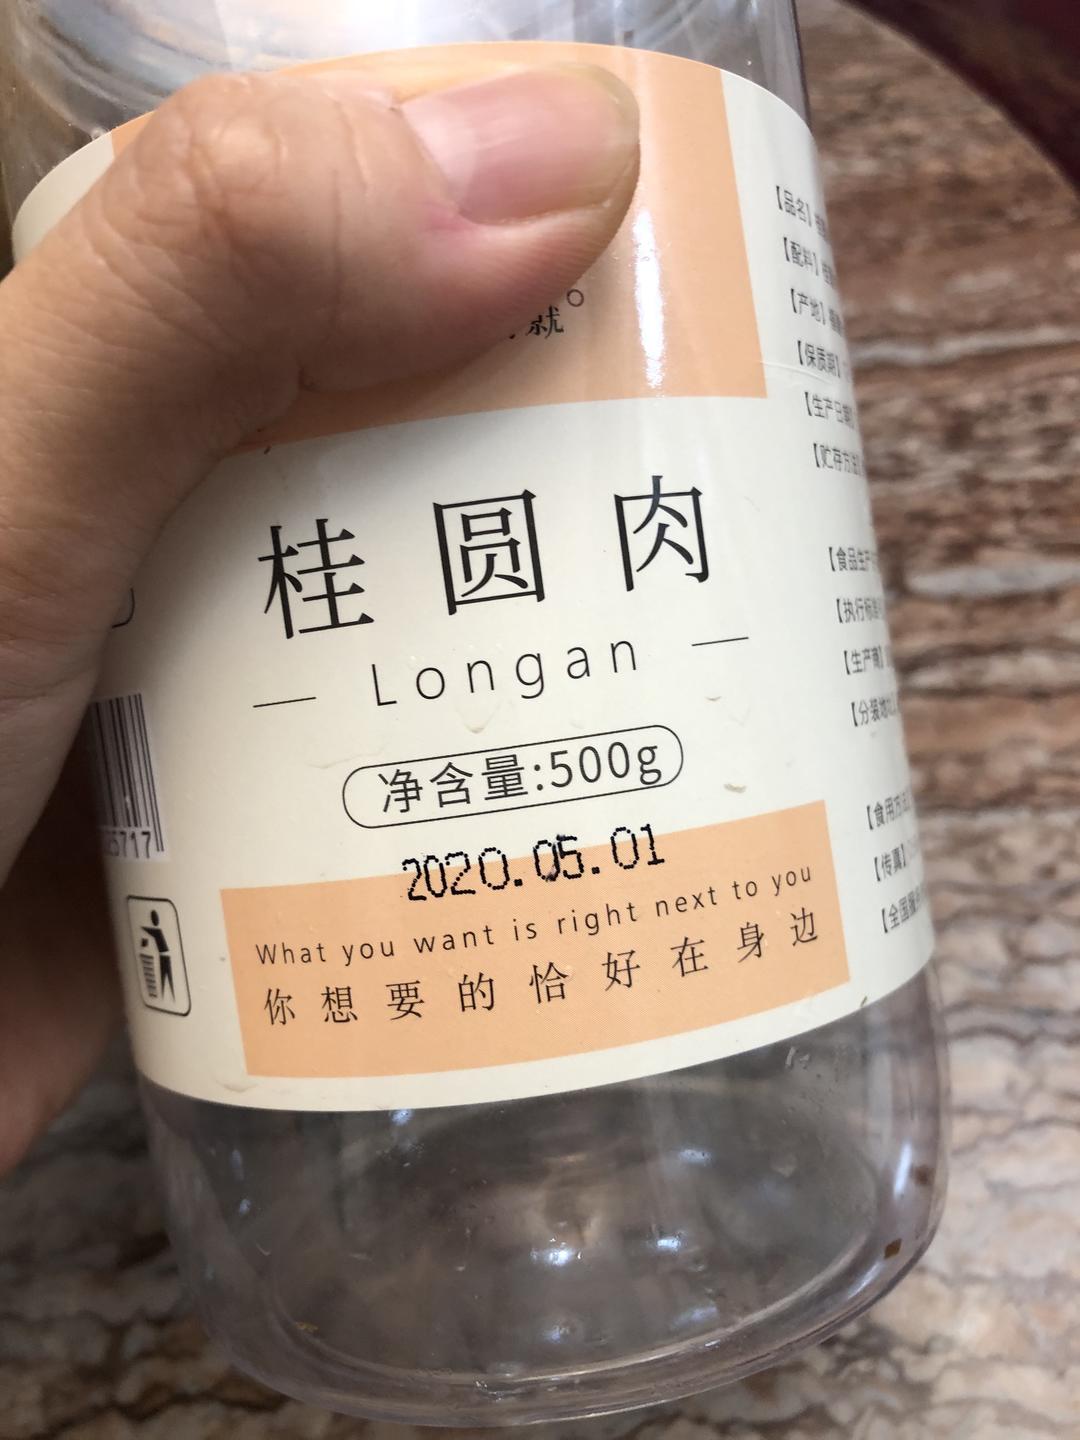 就。
桂圆肉
Longan
净含量:500g
2020.05.01
What you want is right next to you
你想要的恰好在身边
5717
【品名】
【配料】
【产地】
【保质期】
【生产日期】
【贮存方法】
【食品生产
【执行标准
【生产商】
【分装地
【食用方法】
【传真】
【全国服